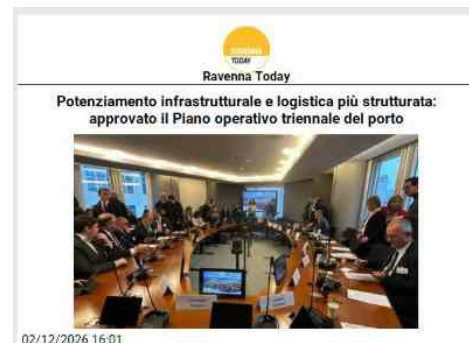 TODAY
Ravenna Today
Potenziamento infrastrutturale e logistica più strutturata:
approvato il Piano operativo triennale del porto
02/12/2026 16:01